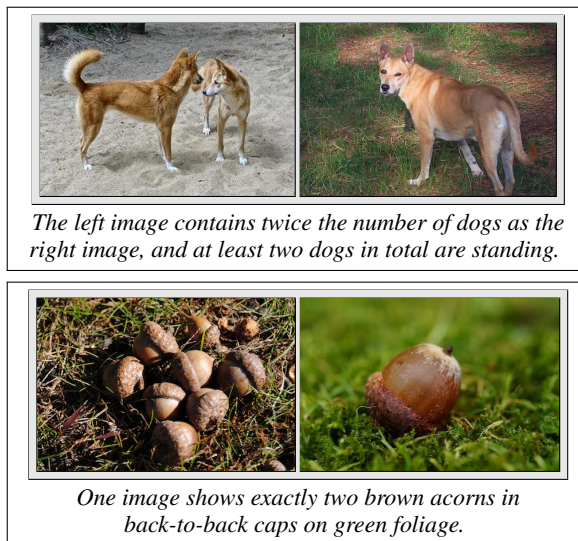 The left image contains twice the number of dogs as the
right image, and at least two dogs in total are standing.
One image shows exactly two brown acorns in
back-to-back caps on green foliage.